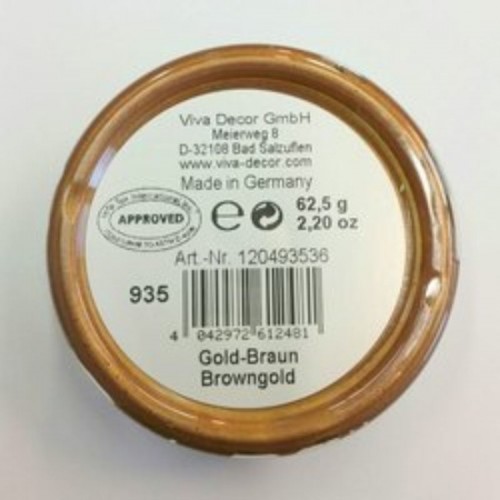 Viva Decor GmbH
Meierweg 8
D-32108 Bad Salzuflen
www.viva-decor.com
Made in Germany
APPROVED
e 62,5 g
2,20 oz
Art.-Nr. 120493536
935
4 042972 612481
Gold-Braun
Browngold